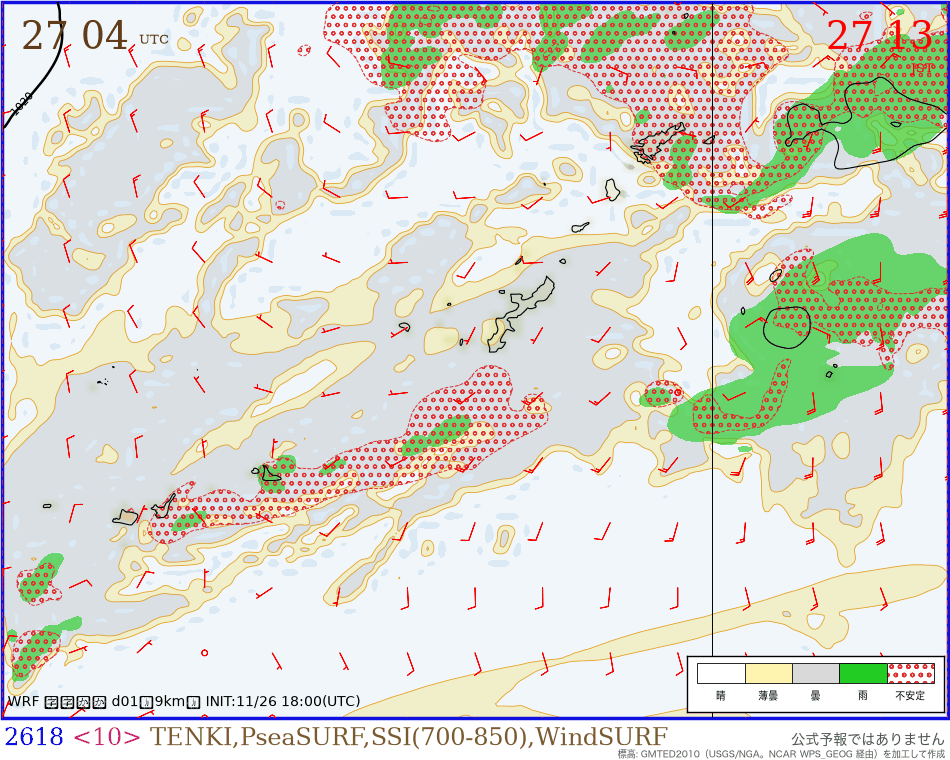 27 04 UTC
27 13 JST
1020
晴 薄曇 曇 雨 不安定
WRF d01 9km INIT:11/26 18:00(UTC)
2618 <10> TENKI,PseaSURF,SSI(700-850),WindSURF
公式予報ではありません
標高: GMTED2010（USGS/NGA。NCAR WPS_GEOG 経由）を加工して作成